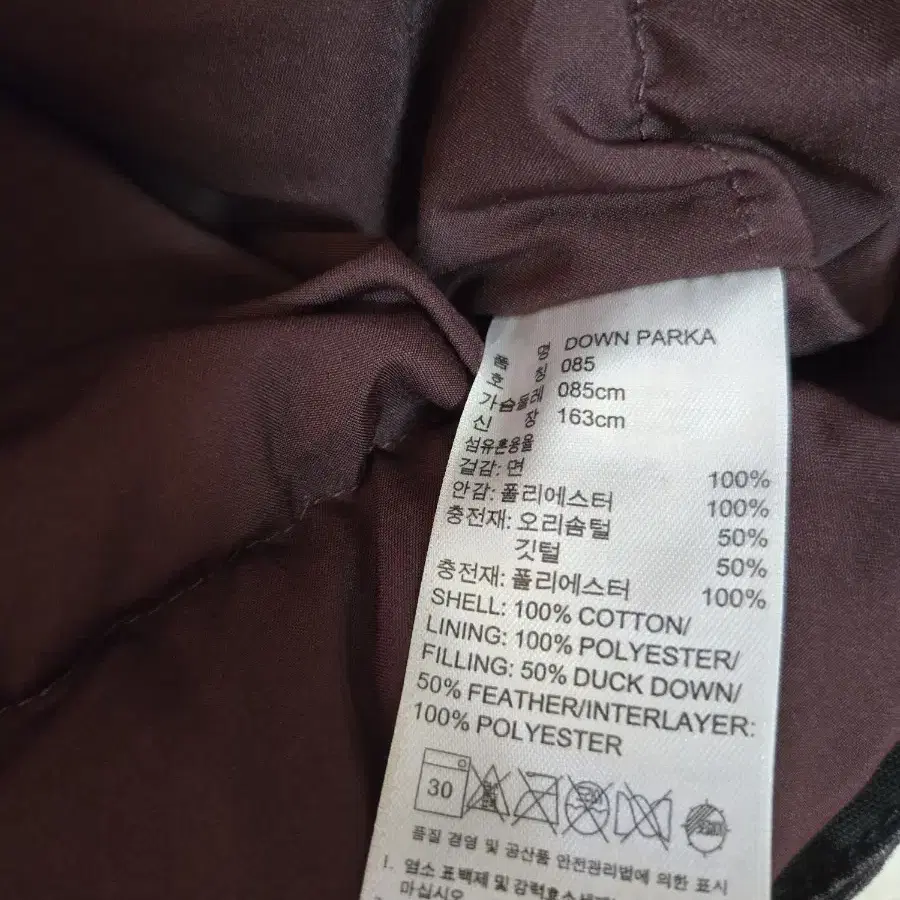 품 명 DOWN PARKA
호 칭 085
가슴둘레 085cm
신 장 163cm
섬유혼용율
겉감: 면 100%
안감: 폴리에스터 100%
충전재: 오리솜털 50%
깃털 50%
충전재: 폴리에스터 100%
SHELL: 100% COTTON/
LINING: 100% POLYESTER/
FILLING: 50% DUCK DOWN/
50% FEATHER/INTERLAYER:
100% POLYESTER
30
품질 경영 및 공산품 안전관리법에 의한 표시
1. 염소 표백제 및 강력효소세제
마십시오